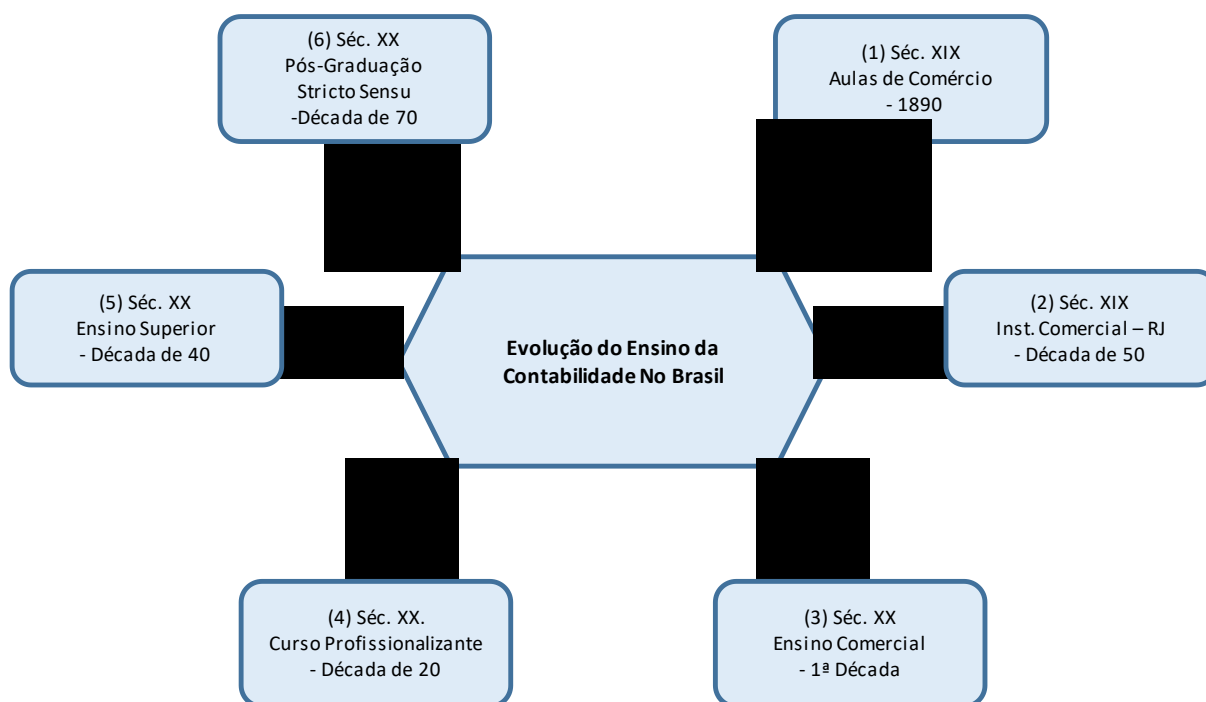 (6) Séc. XX
Pós-Graduação
Stricto Sensu
-Década de 70
(1) Séc. XIX
Aulas de Comércio
- 1890
(5) Séc. XX
Ensino Superior
- Década de 40
Evolução do Ensino da
Contabilidade No Brasil
(2) Séc. XIX
Inst. Comercial – RJ
- Década de 50
(4) Séc. XX.
Curso Profissionalizante
- Década de 20
(3) Séc. XX
Ensino Comercial
- 1ª Década